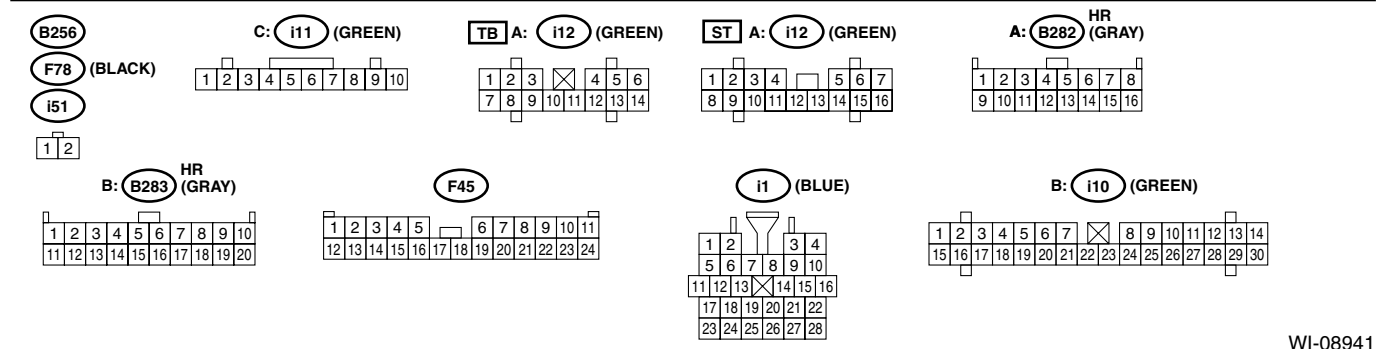 B256
F78 (BLACK)
i51
1 2
C: i11 (GREEN)
1 2 3 4 5 6 7 8 9 10
TB A: i12 (GREEN)
1 2 3 4 5 6
7 8 9 10 11 12 13 14
ST A: i12 (GREEN)
1 2 3 4 5 6 7
8 9 10 11 12 13 14 15 16
HR
A: B282 (GRAY)
1 2 3 4 5 6 7 8
9 10 11 12 13 14 15 16
HR
B: B283 (GRAY)
1 2 3 4 5 6 7 8 9 10
11 12 13 14 15 16 17 18 19 20
F45
1 2 3 4 5 6 7 8 9 10 11
12 13 14 15 16 17 18 19 20 21 22 23 24
i1 (BLUE)
1 2 3 4
5 6 7 8 9 10
11 12 13 14 15 16
17 18 19 20 21 22
23 24 25 26 27 28
B: i10 (GREEN)
1 2 3 4 5 6 7 8 9 10 11 12 13 14
15 16 17 18 19 20 21 22 23 24 25 26 27 28 29 30
WI-08941